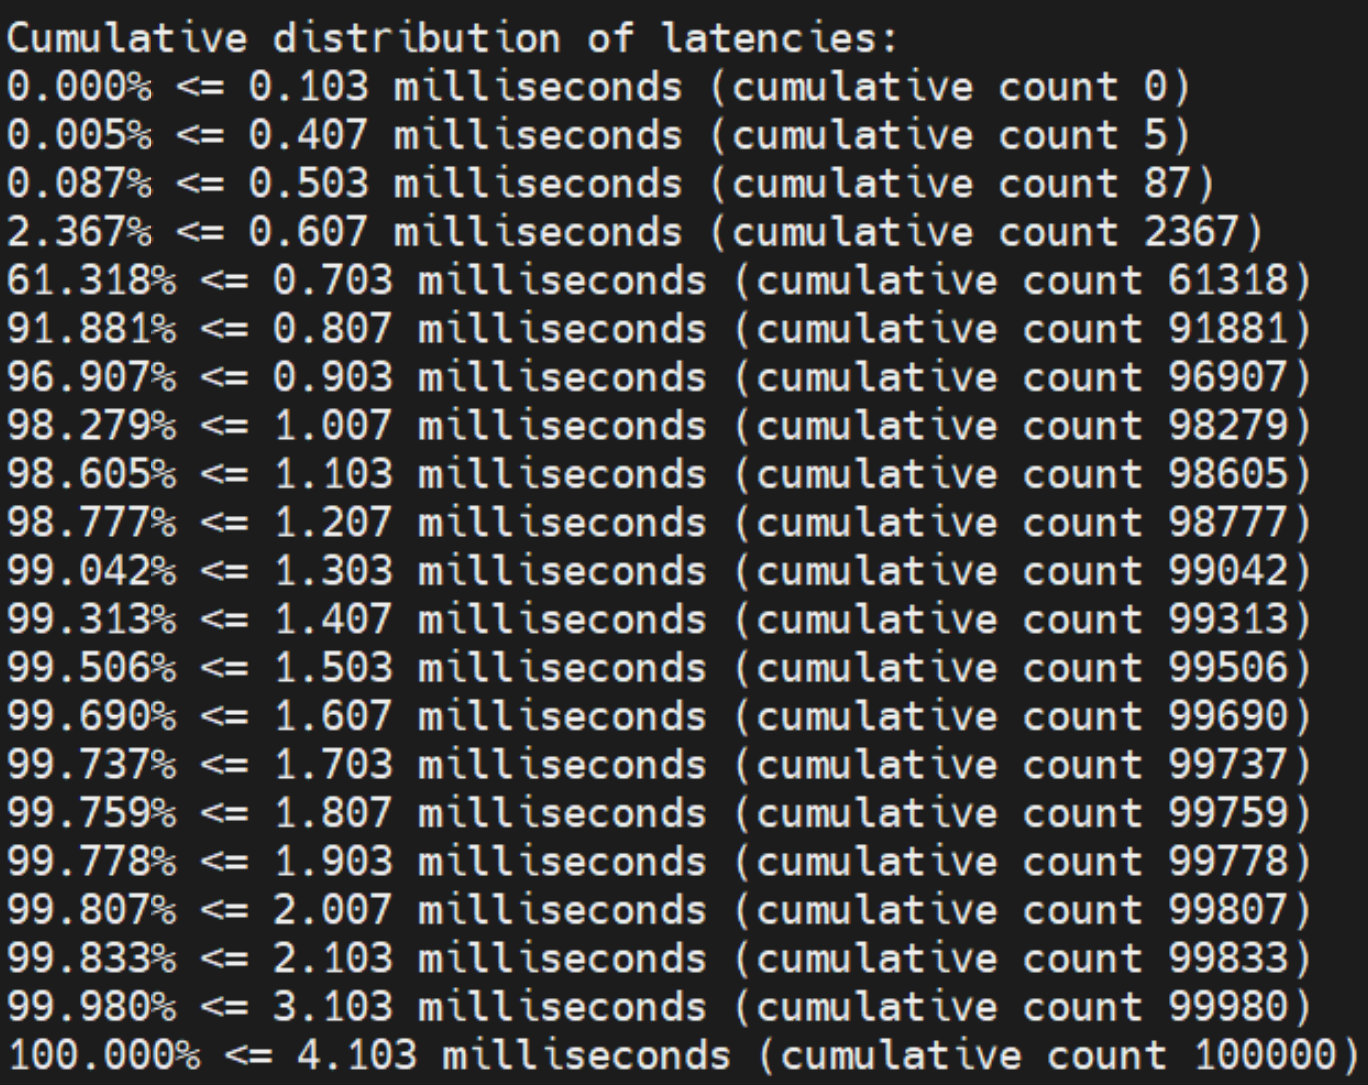 Cumulative distribution of latencies:
0.000% <= 0.103 milliseconds (cumulative count 0)
0.005% <= 0.407 milliseconds (cumulative count 5)
0.087% <= 0.503 milliseconds (cumulative count 87)
2.367% <= 0.607 milliseconds (cumulative count 2367)
61.318% <= 0.703 milliseconds (cumulative count 61318)
91.881% <= 0.807 milliseconds (cumulative count 91881)
96.907% <= 0.903 milliseconds (cumulative count 96907)
98.279% <= 1.007 milliseconds (cumulative count 98279)
98.605% <= 1.103 milliseconds (cumulative count 98605)
98.777% <= 1.207 milliseconds (cumulative count 98777)
99.042% <= 1.303 milliseconds (cumulative count 99042)
99.313% <= 1.407 milliseconds (cumulative count 99313)
99.506% <= 1.503 milliseconds (cumulative count 99506)
99.690% <= 1.607 milliseconds (cumulative count 99690)
99.737% <= 1.703 milliseconds (cumulative count 99737)
99.759% <= 1.807 milliseconds (cumulative count 99759)
99.778% <= 1.903 milliseconds (cumulative count 99778)
99.807% <= 2.007 milliseconds (cumulative count 99807)
99.833% <= 2.103 milliseconds (cumulative count 99833)
99.980% <= 3.103 milliseconds (cumulative count 99980)
100.000% <= 4.103 milliseconds (cumulative count 100000)